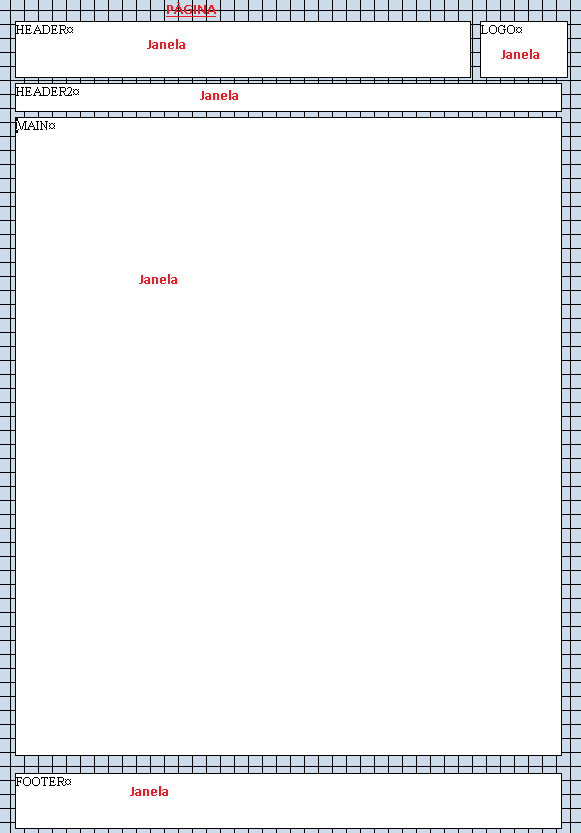 PÁGINA
HEADER¤
Janela
LOGO¤
Janela
HEADER2¤
Janela
MAIN¤
Janela
FOOTER¤
Janela